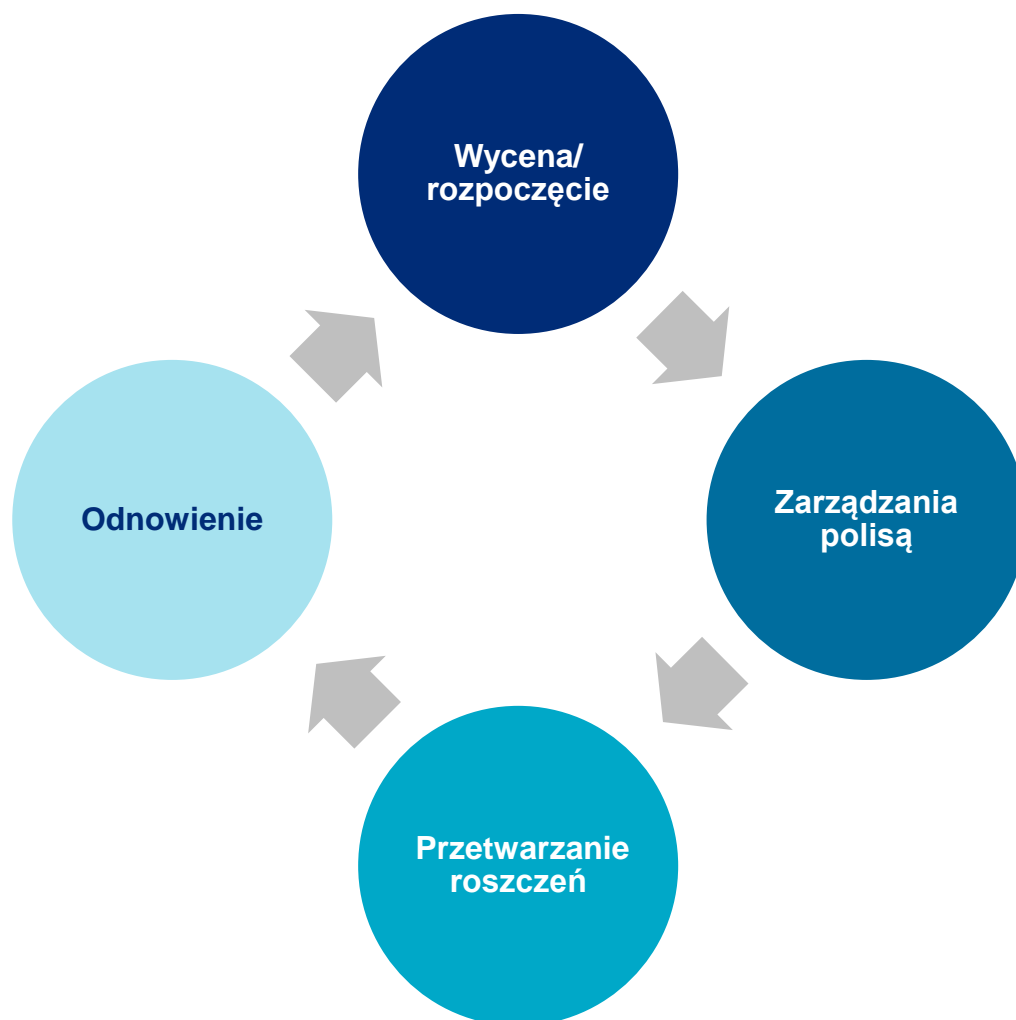 Wycena/
rozpoczęcie
Zarządzania
polisą
Przetwarzanie
roszczeń
Odnowienie